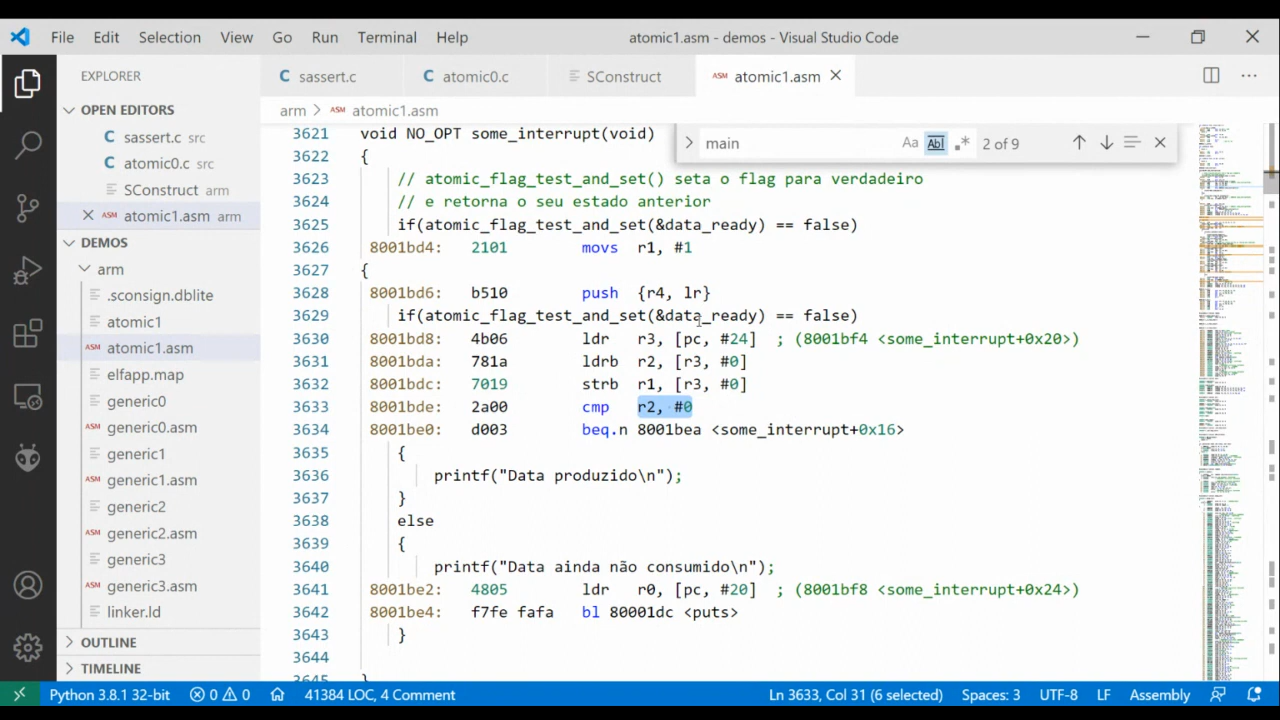 File Edit Selection View Go Run Terminal Help atomic1.asm - demos - Visual Studio Code
EXPLORER
OPEN EDITORS
sassert.c src
atomic0.c src
SConstruct arm
atomic1.asm arm
DEMOS
arm
.sconsign.dblite
atomic1
atomic1.asm
elfapp.map
generic0
generic0.asm
generic1
generic1.asm
generic2
generic2.asm
generic3
generic3.asm
linker.ld
OUTLINE
TIMELINE
sassert.c atomic0.c SConstruct ASM atomic1.asm
arm > ASM atomic1.asm
main Aa Abl 2 of 9
3621 void NO_OPT some_interrupt(void)
3622 {
3623 // atomic_flag_test_and_set() seta o flag para verdadeiro
3624 // e retorna o seu estado anterior
3625 if(atomic_flag_test_and_set(&data_ready) == false)
3626 8001bd4: 2101 movs r1, #1
3627 {
3628 8001bd6: b510 push {r4, lr}
3629 if(atomic_flag_test_and_set(&data_ready) == false)
3630 8001bd8: 4b06 ldr r3, [pc, #24] ; (8001bf4 <some_interrupt+0x20>)
3631 8001bda: 781a ldrb r2, [r3, #0]
3632 8001bdc: 7019 strb r1, [r3, #0]
3633 8001bde: 2a00 cmp r2, #0
3634 8001be0: d003 beq.n <some_interrupt+0x16>
3635 {
3636 printf("Data produzido\n");
3637 }
3638 else
3639 {
3640 printf("Data ainda não consumido\n");
3641 8001be2: 4805 ldr r0, [pc, #20] ; (8001bf8 <some_interrupt+0x24>)
3642 8001be4: f7fe fafa bl 80001dc <puts>
3643 }
3644
3645 }
Python 3.8.1 32-bit 0 0 41384 LOC, 4 Comment Ln 3633, Col 31 (6 selected) Spaces: 3 UTF-8 LF Assembly